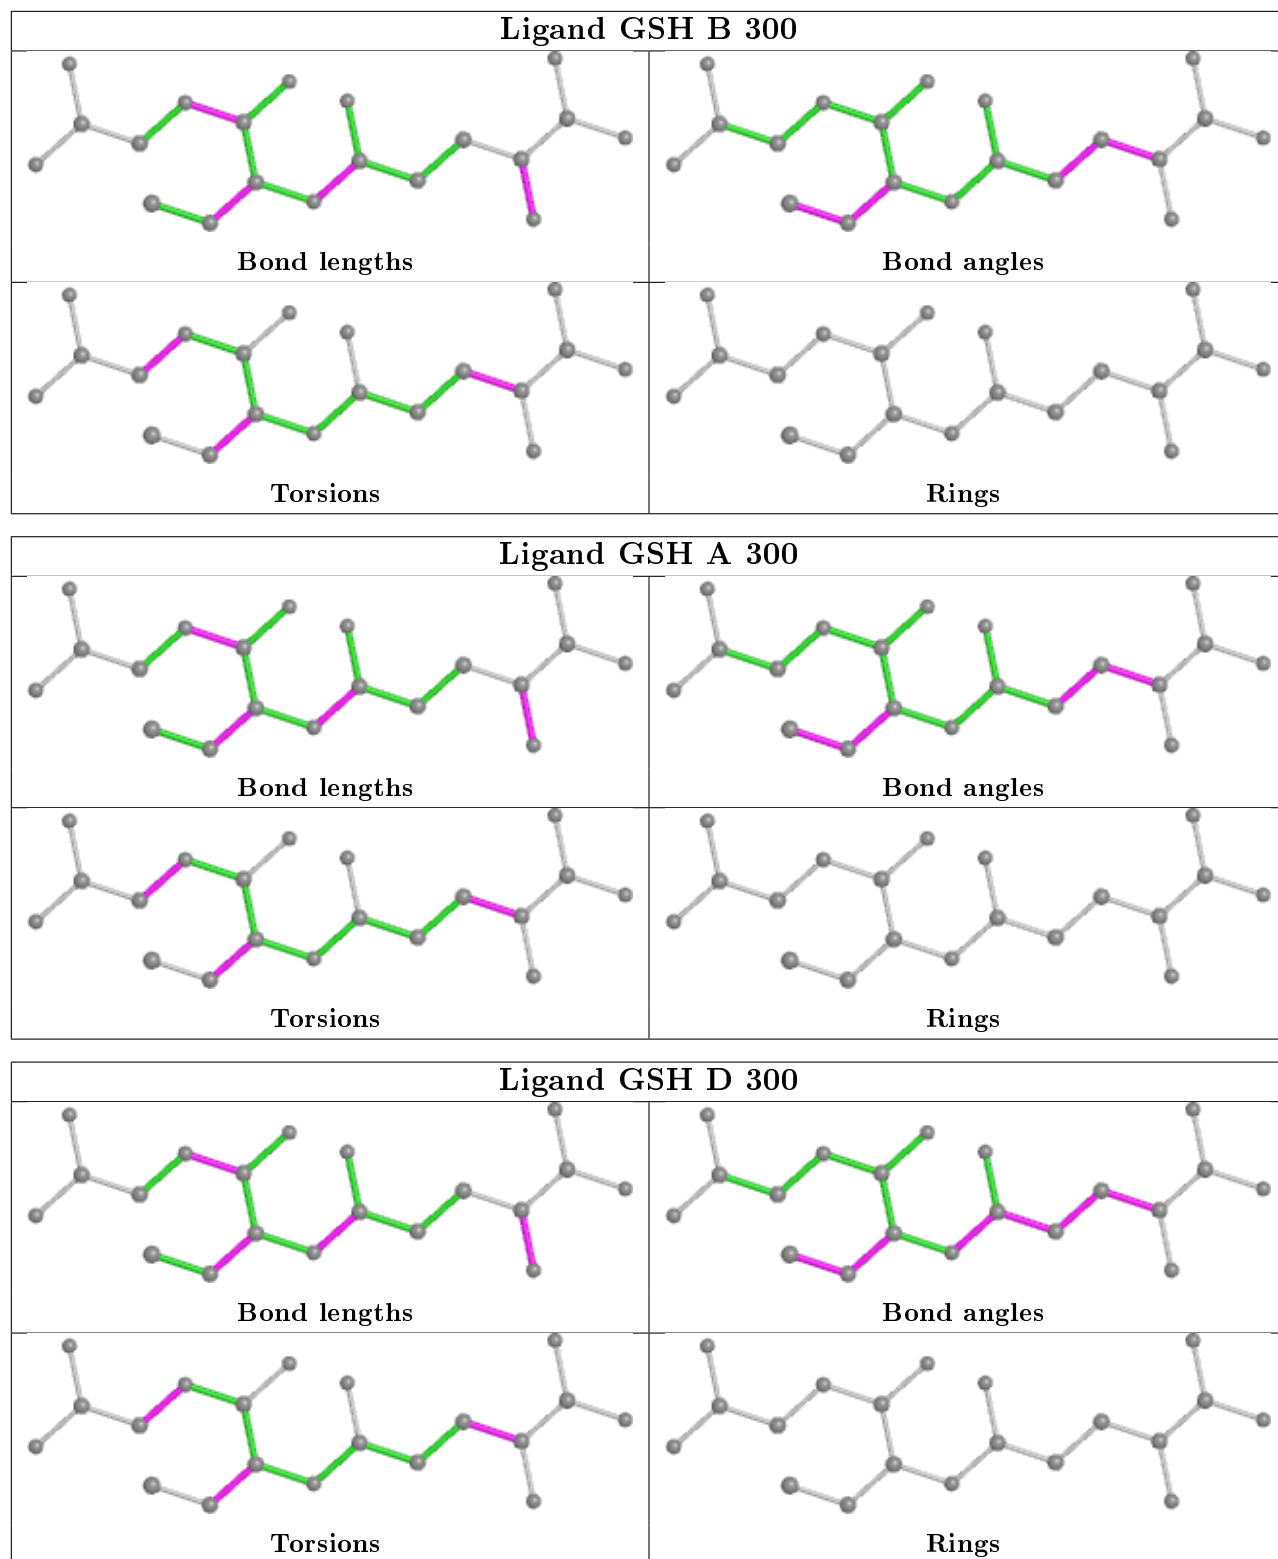 Ligand GSH B 300
Bond lengths
Bond angles
Torsions
Rings
Ligand GSH A 300
Bond lengths
Bond angles
Torsions
Rings
Ligand GSH D 300
Bond lengths
Bond angles
Torsions
Rings